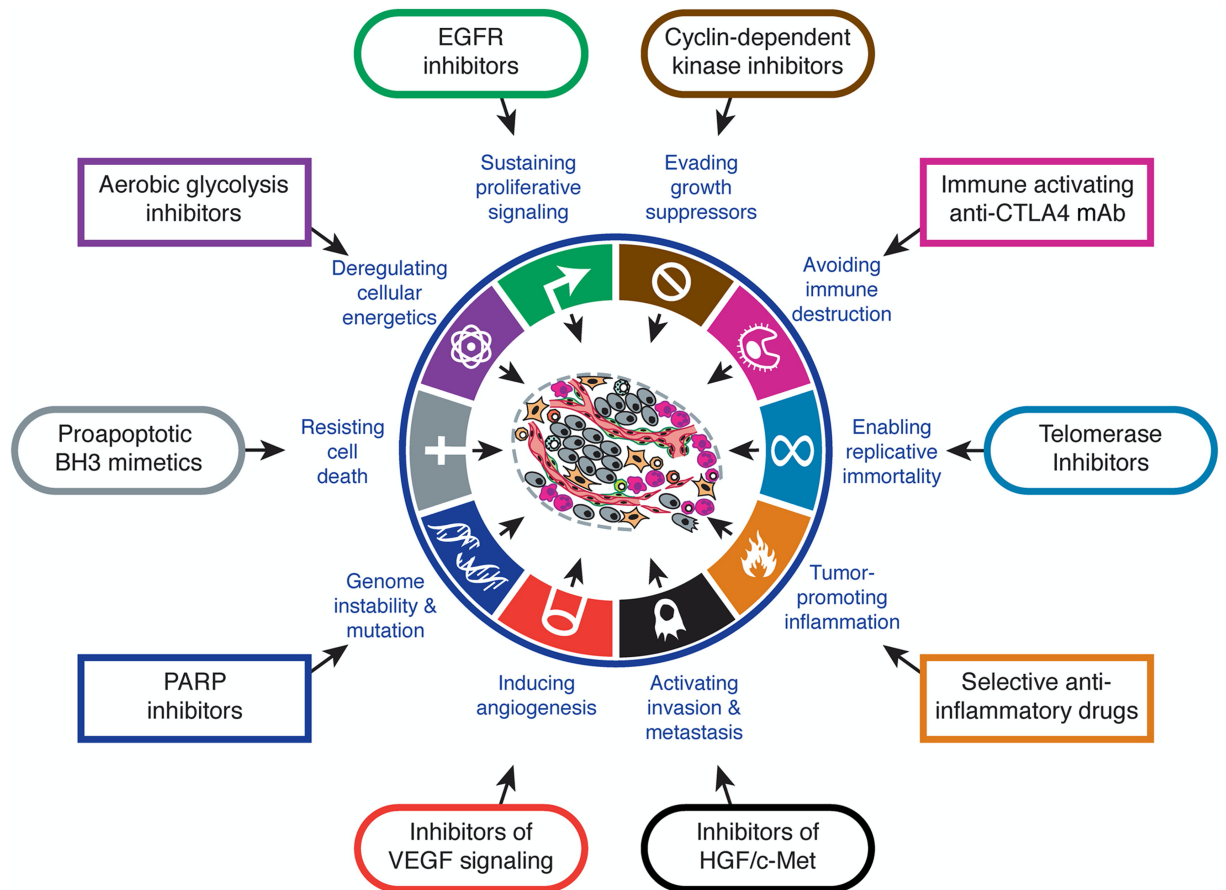 EGFR
inhibitors
Cyclin-dependent
kinase inhibitors
Sustaining
proliferative
signaling
Evading
growth
suppressors
Aerobic glycolysis
inhibitors
Immune activating
anti-CTLA4 mAb
Deregulating
cellular
energetics
Avoiding
immune
destruction
Proapoptotic
BH3 mimetics
Resisting
cell
death
Enabling
replicative
immortality
Telomerase
Inhibitors
Genome
instability &
mutation
Tumor-
promoting
inflammation
PARP
inhibitors
Inducing
angiogenesis
Activating
invasion &
metastasis
Selective anti-
inflammatory drugs
Inhibitors of
VEGF signaling
Inhibitors of
HGF/c-Met